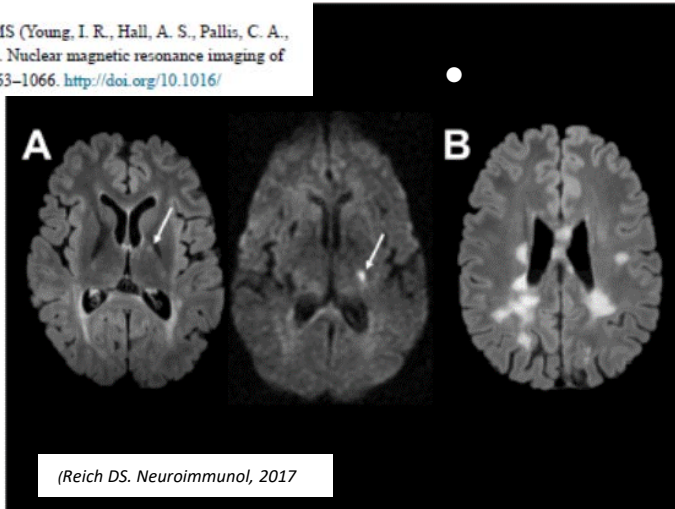 MS (Young, I. R., Hall, A. S., Pallis, C. A.,
. Nuclear magnetic resonance imaging of
63–1066. http://doi.org/10.1016/
A
B
(Reich DS. Neuroimmunol, 2017